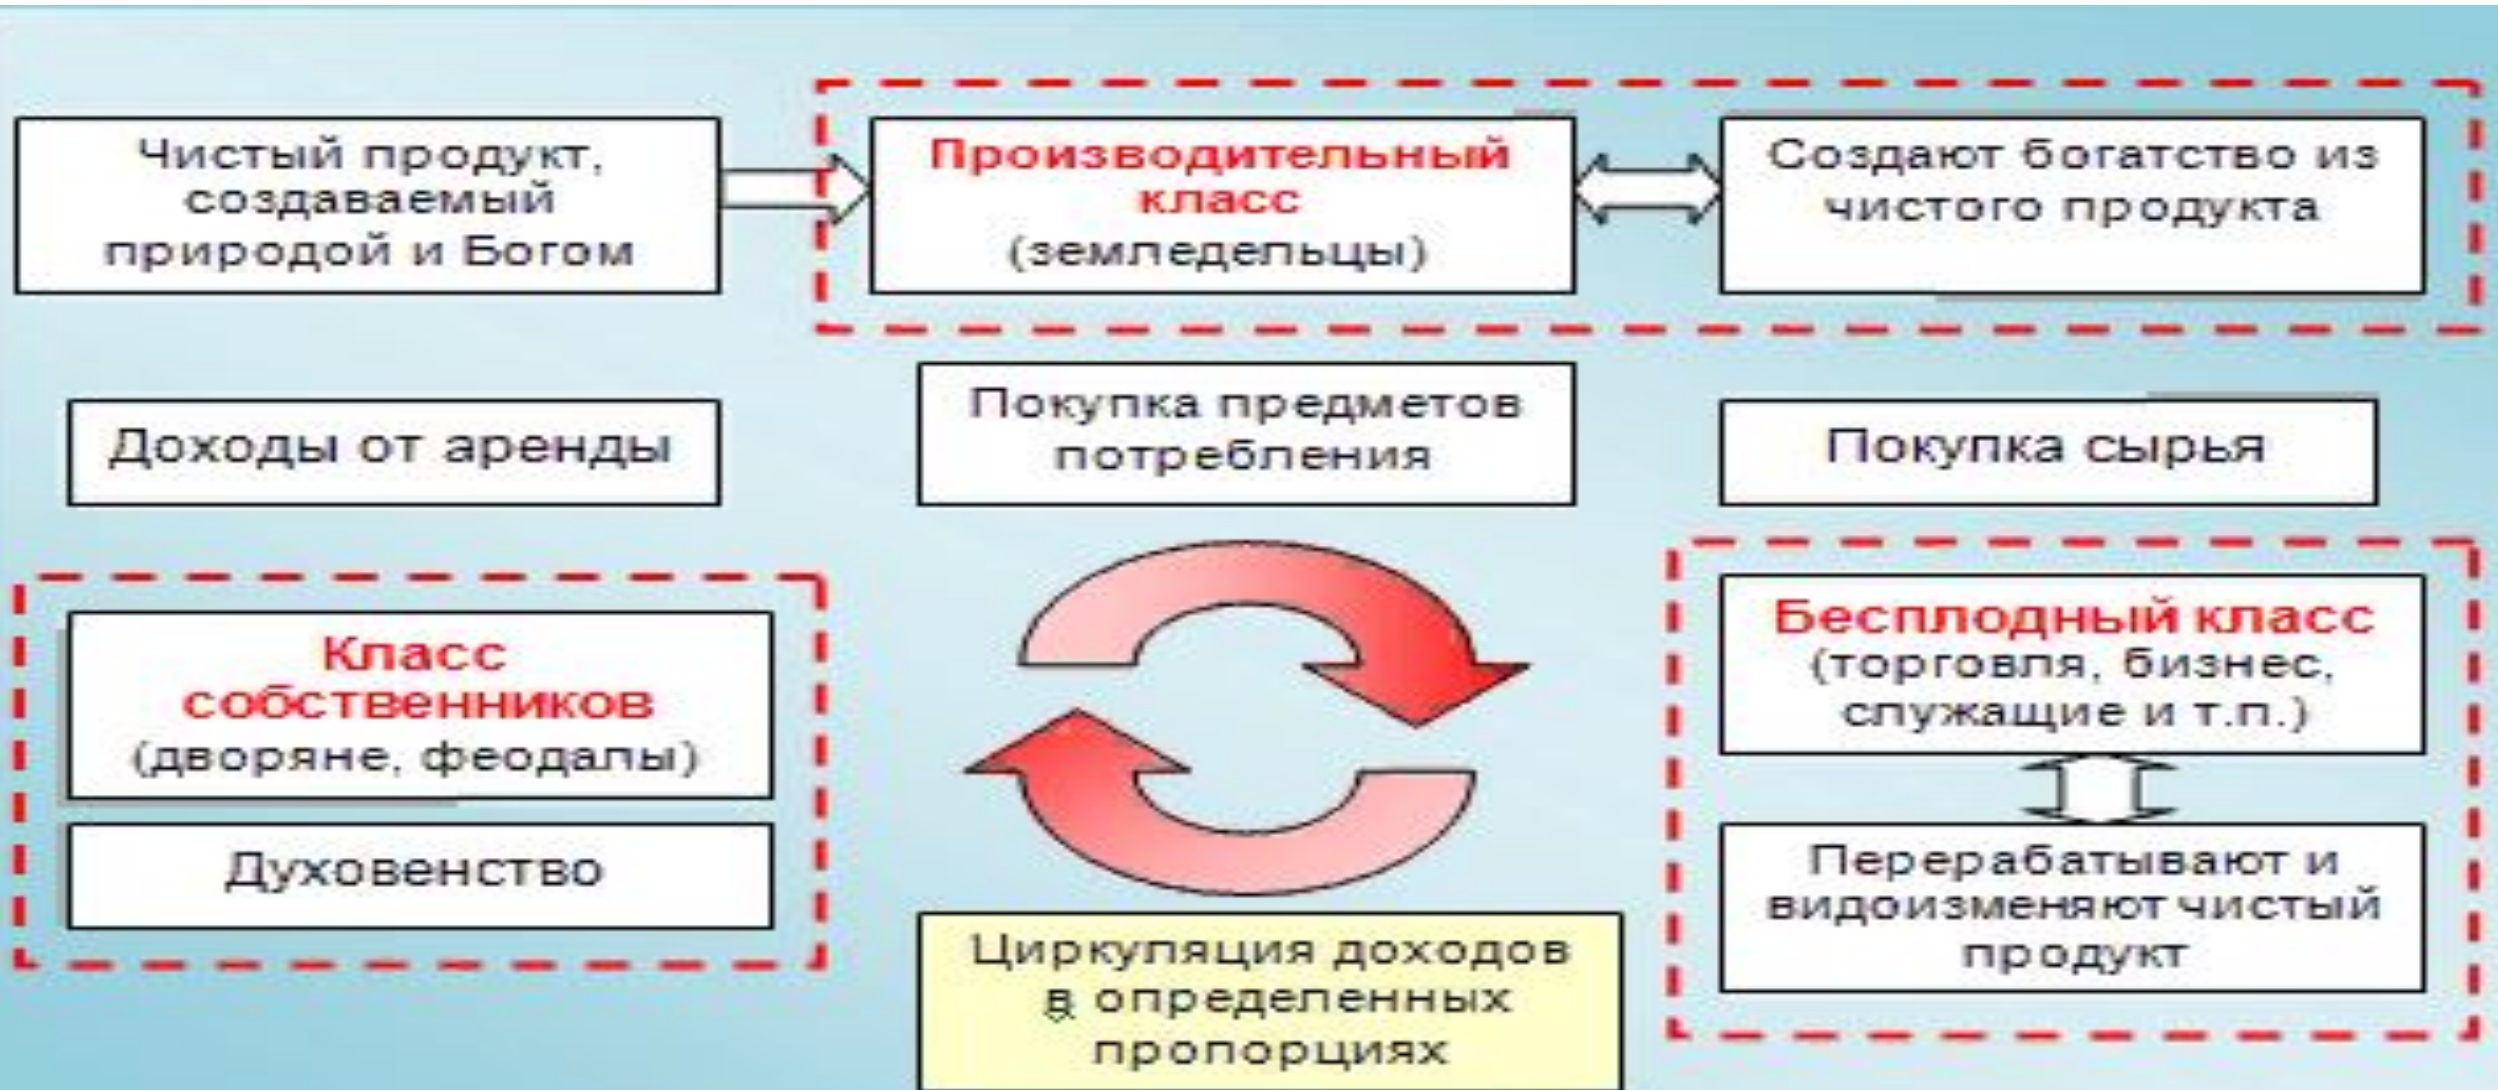 Чистый продукт,
создаваемый
природой и Богом
Производительный
класс
(земледельцы)
Создают богатство из
чистого продукта
Доходы от аренды
Покупка предметов
потребления
Покупка сырья
Класс
собственников
(дворяне, феодалы)
Духовенство
Бесплодный класс
(торговля, бизнес,
служащие и т.п.)
Перерабатывают и
видоизменяют чистый
продукт
Циркуляция доходов
в определенных
пропорциях